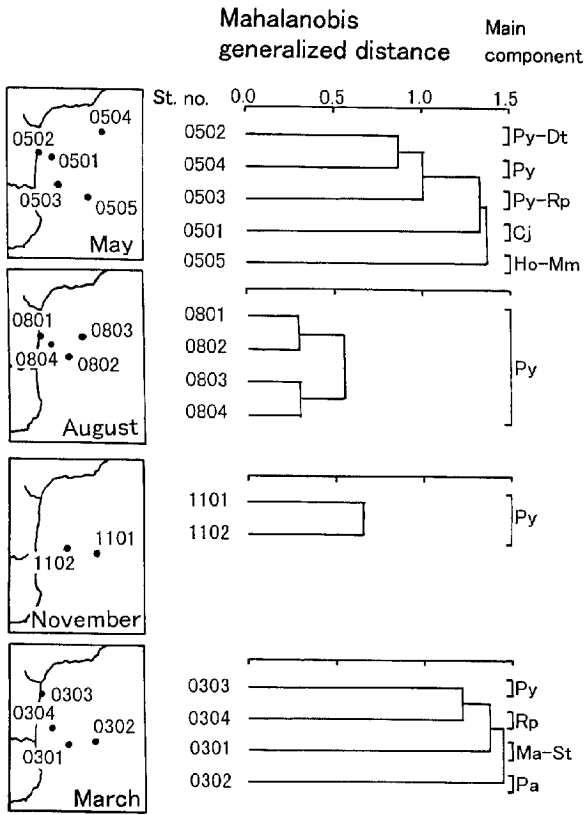 Mahalanobis
generalized distance
Main
component
St. no.
0.0 0.5 1.0 1.5
0504
0502
0501
0503
0505
May
0502 Py-Dt
0504 Py
0503 Py-Rp
0501 Cj
0505 Ho-Mm
0801
0803
0804
0802
August
0801
0802
0803
0804
Py
1101
1102
November
1101
1102
Py
0303
0304
0302
0301
March
0303 Py
0304 Rp
0301 Ma-St
0302 Pa